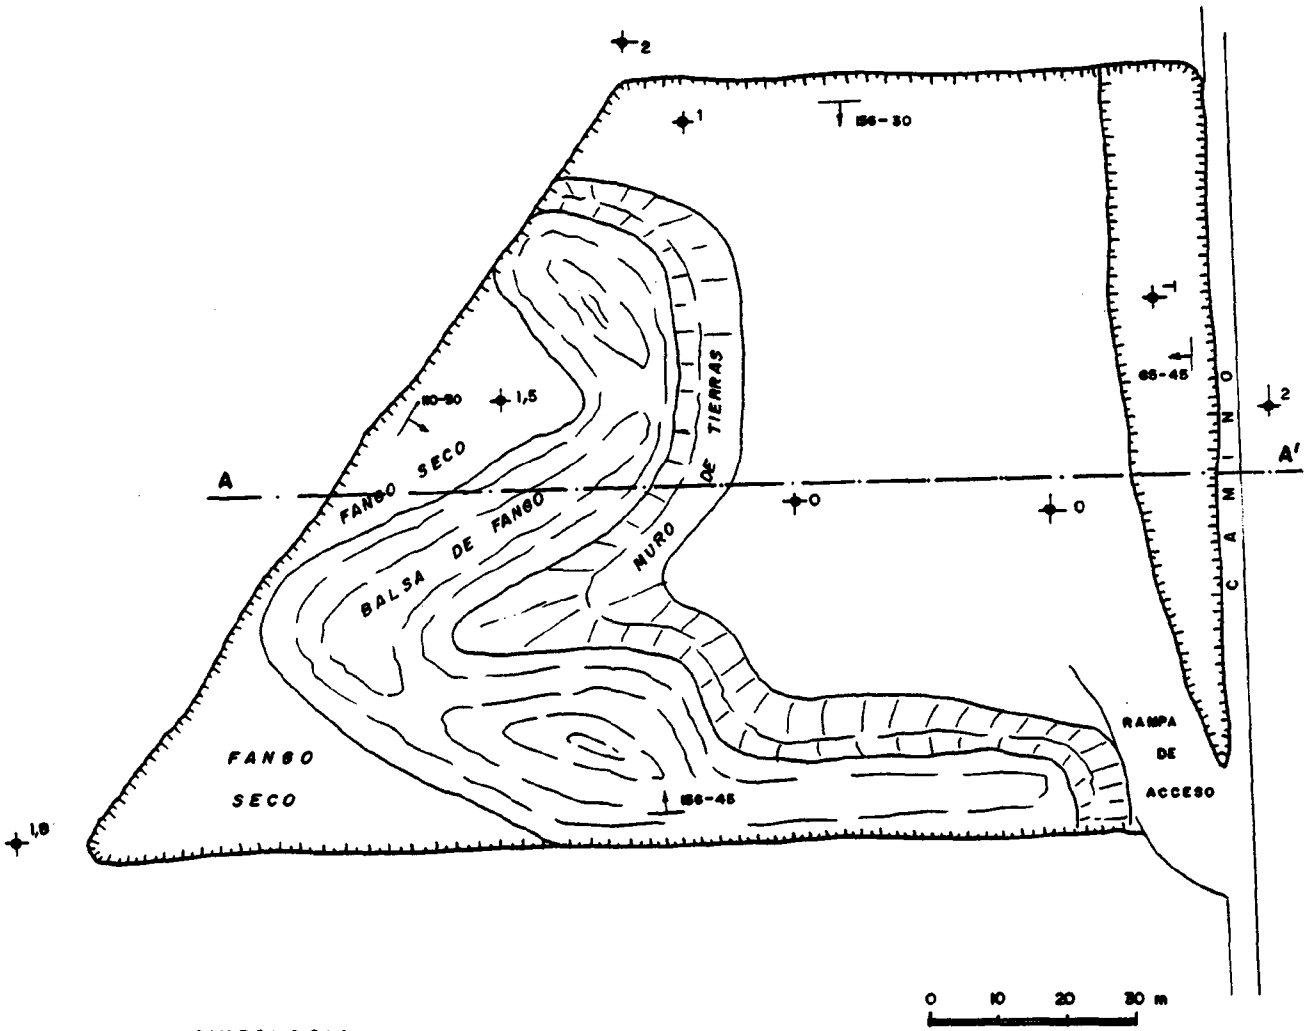 2
1
156-30
1
65-45
CAMINO
2
110-90
1,5
FANGO SECO
MURO DE TIERRAS
A
A'
BALSA DE FANGO
0
0
RAMPA
DE
ACCESO
FANGO
SECO
156-45
1,8
0 10 20 30 m